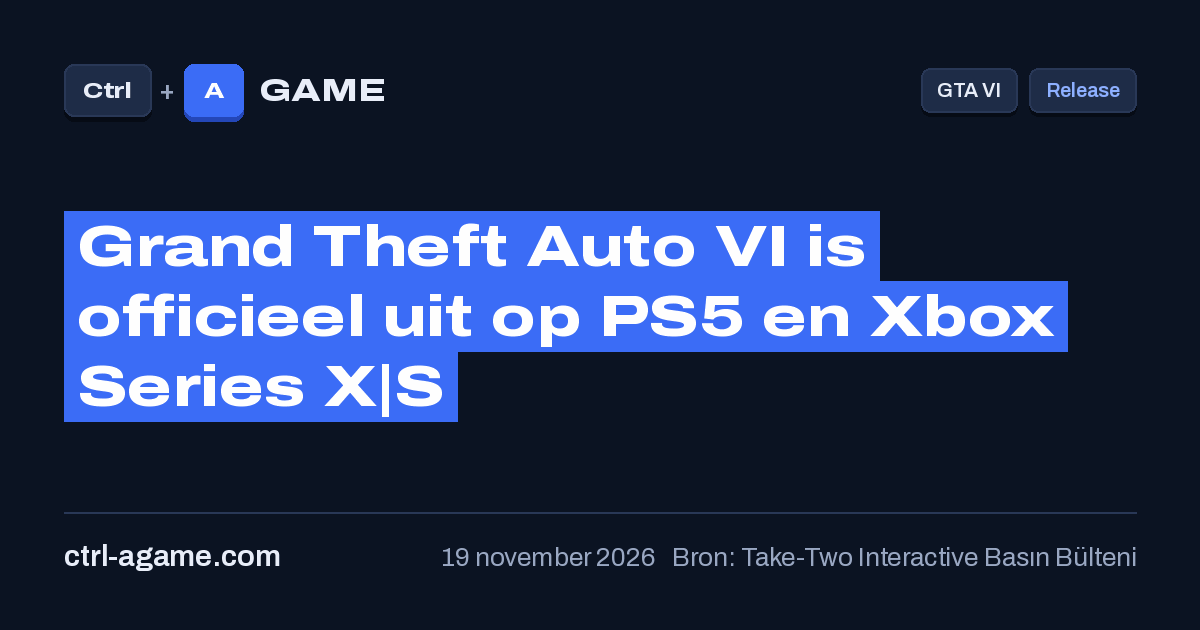 Ctrl + A GAME
GTA VI Release
Grand Theft Auto VI is
officieel uit op PS5 en Xbox
Series X|S
ctrl-agame.com
19 november 2026 Bron: Take-Two Interactive Basın Bülteni